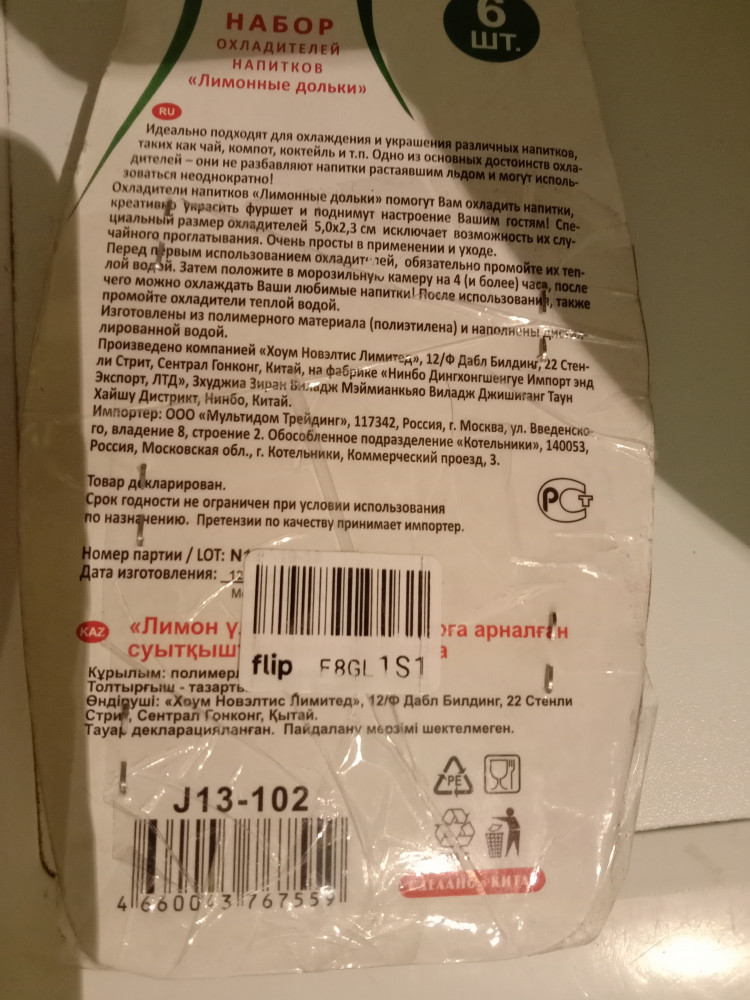 НАБОР
ОХЛАДИТЕЛЕЙ
НАПИТКОВ
«Лимонные дольки»
6
ШТ.
RU
Идеально подходят для охлаждения и украшения различных напитков,
таких как чай, компот, коктейль и т.п. Одно из основных достоинств охла-
дителей – они не разбавляют напитки растаявшим льдом и могут исполь-
зоваться неоднократно!
Охладители напитков «Лимонные дольки» помогут Вам охладить напитки,
креативно украсить фуршет и поднимут настроение Вашим гостям! Спе-
циальный размер охладителей 5,0х2,3 см исключает возможность их слу-
чайного проглатывания. Очень просты в применении и уходе.
Перед первым использованием охладителей, обязательно промойте их теп-
лой водой. Затем положите в морозильную камеру на 4 (и более) часа, после
чего можно охлаждать Ваши любимые напитки! После использования, также
промойте охладители теплой водой.
Изготовлены из полимерного материала (полиэтилена) и наполнены дистил-
лированной водой.
Произведено компанией «Хоум Новэлтис Лимитед», 12/Ф Дабл Билдинг, 22 Стен-
ли Стрит, Сентрал Гонконг, Китай, на фабрике «Нинбо Дингхонгшенгуе Импорт энд
Экспорт, ЛТД», Зхуджиа Зиран Виладж Мэймианкьяо Виладж Джишиганг Таун
Хайшу Дистрикт, Нинбо, Китай.
Импортер: ООО «Мультидом Трейдинг», 117342, Россия, г. Москва, ул. Введенско-
го, владение 8, строение 2. Обособленное подразделение «Котельники», 140053,
Россия, Московская обл., г. Котельники, Коммерческий проезд, 3.
Товар декларирован.
Срок годности не ограничен при условии использования
по назначению. Претензии по качеству принимает импортер.
РСТ
Номер партии / LOT: N1
Дата изготовления: 12
KAZ
«Лимон
арналған
flip E8GL1S1
Құрылым:
Толтырғыш -
Өндіруші: «Хоум Новэлтис Лимитед», 12/Ф Дабл Билдинг, 22 Стенли
Стрит, Сентрал Гонконг, Қытай.
Тауар декларацияланған. Пайдалану мерзімі шектелмеген.
PE
J13-102
4 660043 767559
СДЕЛАНО В КИТАЕ